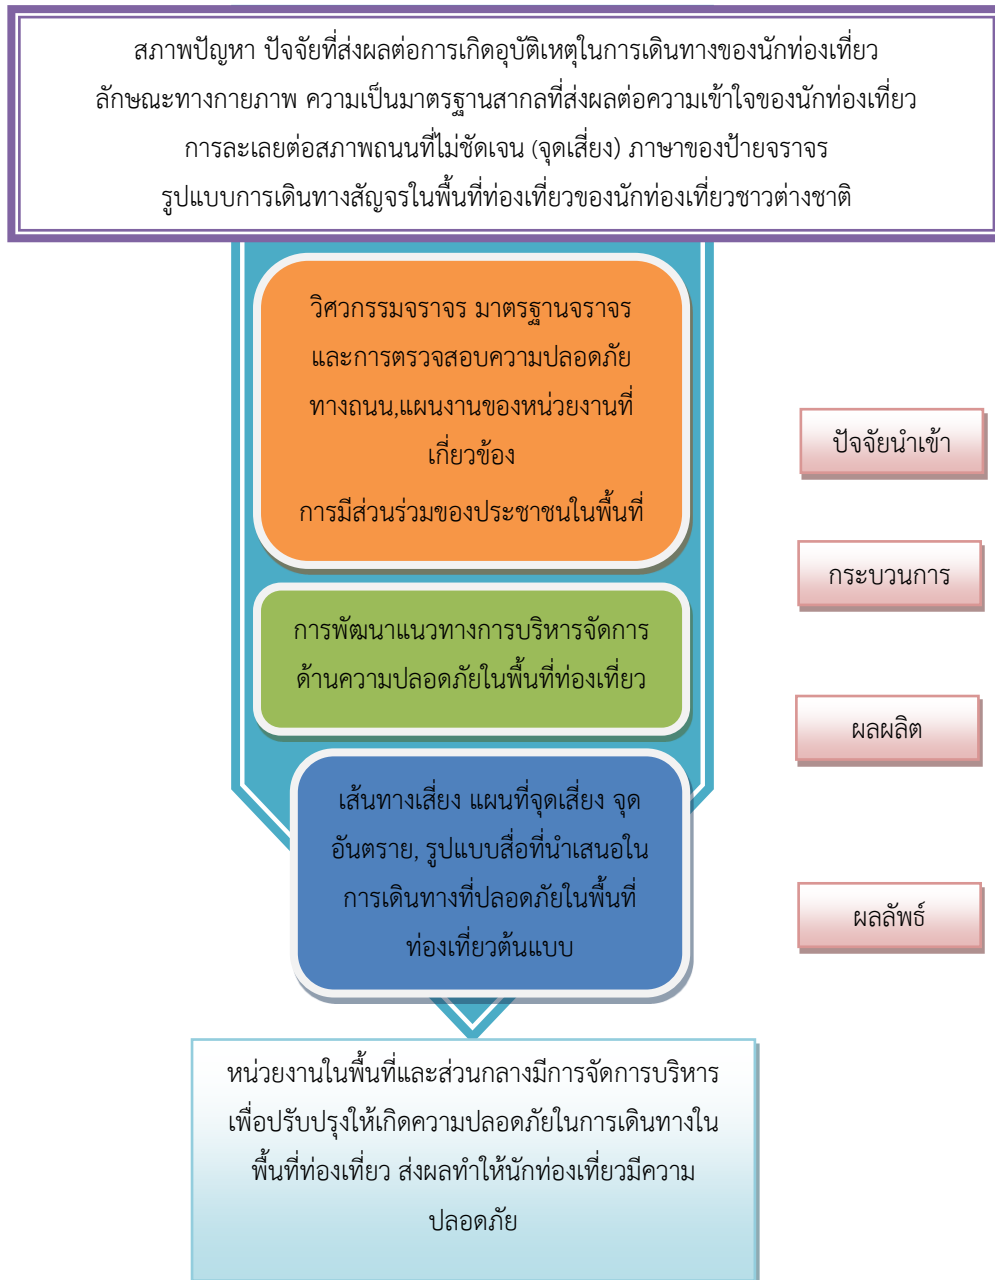 สภาพปัญหา ปัจจัยที่ส่งผลต่อการเกิดอุบัติเหตุในการเดินทางของนักท่องเที่ยว
ลักษณะทางกายภาพ ความเป็นมาตรฐานสากลที่ส่งผลต่อความเข้าใจของนักท่องเที่ยว
การละเลยต่อสภาพถนนที่ไม่ชัดเจน (จุดเสี่ยง) ภาษาของป้ายจราจร
รูปแบบการเดินทางสัญจรในพื้นที่ท่องเที่ยวของนักท่องเที่ยวชาวต่างชาติ
วิศวกรรมจราจร มาตรฐานจราจร
และการตรวจสอบความปลอดภัย
ทางถนน,แผนงานของหน่วยงานที่
เกี่ยวข้อง
การมีส่วนร่วมของประชาชนในพื้นที่
ปัจจัยนำเข้า
กระบวนการ
การพัฒนาแนวทางการบริหารจัดการ
ด้านความปลอดภัยในพื้นที่ท่องเที่ยว
ผลผลิต
เส้นทางเสี่ยง แผนที่จุดเสี่ยง จุด
อันตราย, รูปแบบสื่อที่นำเสนอใน
การเดินทางที่ปลอดภัยในพื้นที่
ท่องเที่ยวต้นแบบ
ผลลัพธ์
หน่วยงานในพื้นที่และส่วนกลางมีการจัดการบริหาร
เพื่อปรับปรุงให้เกิดความปลอดภัยในการเดินทางใน
พื้นที่ท่องเที่ยว ส่งผลทำให้นักท่องเที่ยวมีความ
ปลอดภัย